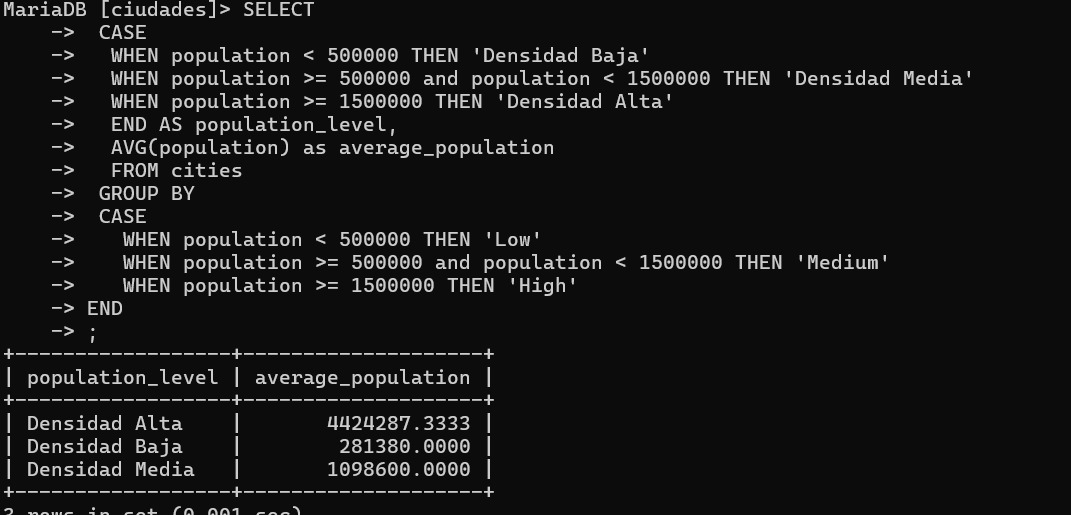 MariaDB [ciudades]> SELECT
    ->  CASE
    ->   WHEN population < 500000 THEN 'Densidad Baja'
    ->   WHEN population >= 500000 and population < 1500000 THEN 'Densidad Media'
    ->   WHEN population >= 1500000 THEN 'Densidad Alta'
    ->   END AS population_level,
    ->   AVG(population) as average_population
    ->   FROM cities
    ->  GROUP BY
    ->  CASE
    ->    WHEN population < 500000 THEN 'Low'
    ->    WHEN population >= 500000 and population < 1500000 THEN 'Medium'
    ->    WHEN population >= 1500000 THEN 'High'
    -> END
    -> ;
+------------------+--------------------+
| population_level | average_population |
+------------------+--------------------+
| Densidad Alta    |       4424287.3333 |
| Densidad Baja    |        281380.0000 |
| Densidad Media   |       1098600.0000 |
+------------------+--------------------+
3 rows in set (0.001 sec)